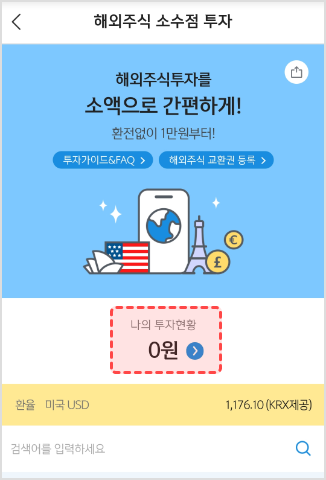 해외주식 소수점 투자
해외주식투자를
소액으로 간편하게!
환전없이 1만원부터!
투자가이드&FAQ
해외주식 교환권 등록
나의 투자현황
0원
환율 미국 USD 1,176.10 (KRX제공)
검색어를 입력하세요